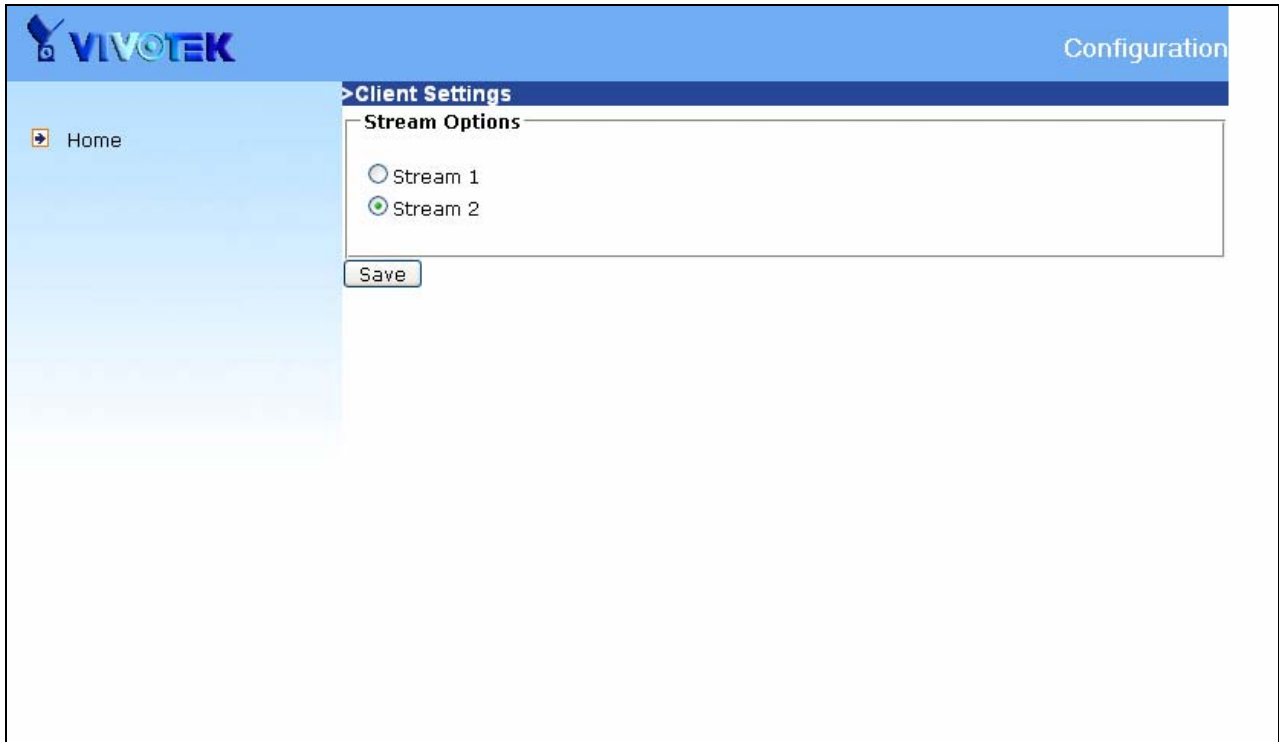 VIVOTEK
Configuration
>Client Settings
Home
Stream Options
Stream 1
Stream 2
Save